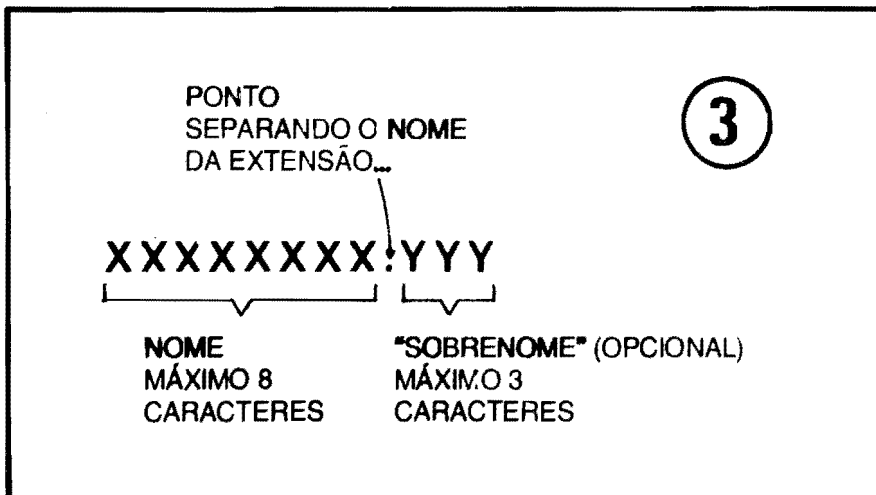 PONTO
SEPARANDO O NOME
DA EXTENSÃO...
3
XXXXXXXX.YYY
NOME
MÁXIMO 8
CARACTERES
"SOBRENOME" (OPCIONAL)
MÁXIMO 3
CARACTERES